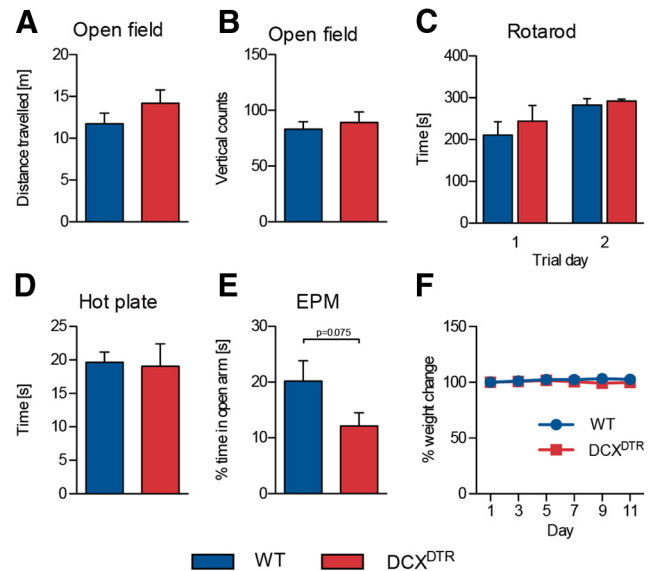 A
Open field
Distance travelled [m]
20
15
10
5
0
B
Open field
Vertical counts
150
100
50
0
C
Rotarod
Time [s]
400
300
200
100
0
1
2
Trial day
D
Hot plate
Time [s]
25
20
15
10
5
0
E
EPM
% time in open arm [s]
30
20
10
0
p=0.075
F
% weight change
150
100
50
0
WT
DCX^DTR
1 3 5 7 9 11
Day
WT DCX^DTR